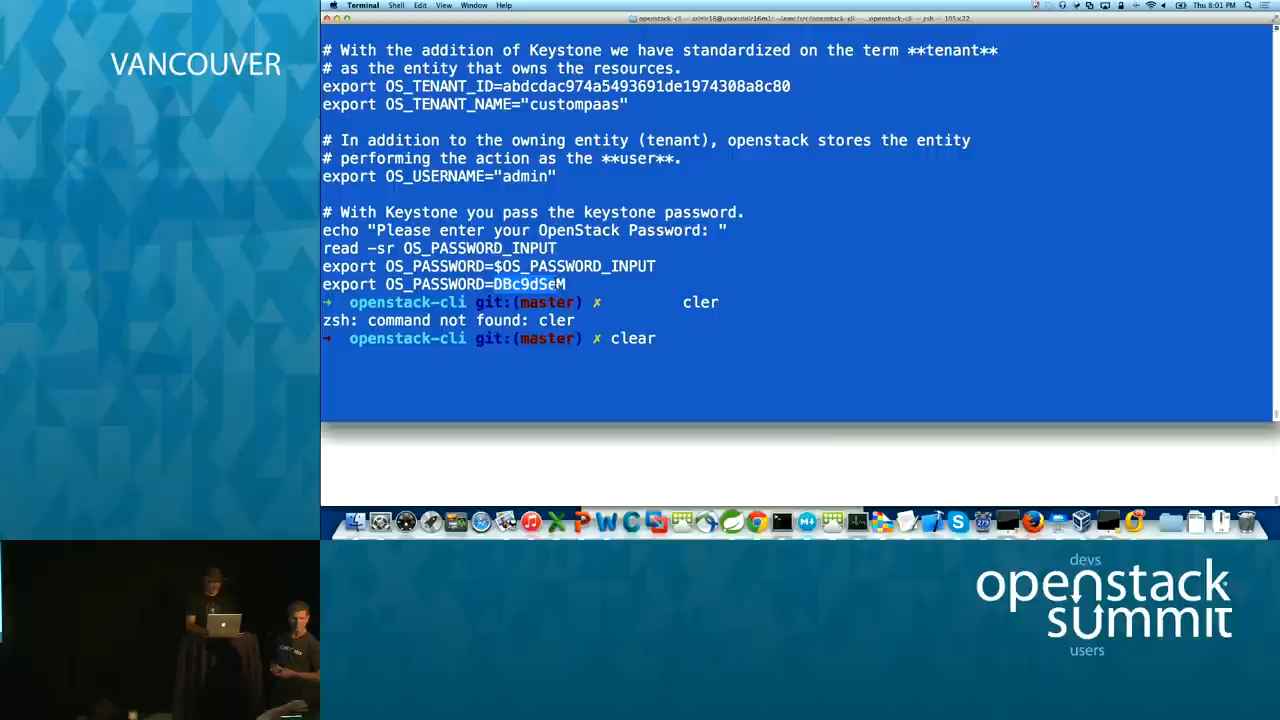 VANCOUVER
Terminal Shell Edit View Window Help
Thu 8:01 PM
# With the addition of Keystone we have standardized on the term **tenant**
# as the entity that owns the resources.
export OS_TENANT_ID=abdcdac974a5493691de1974308a8c80
export OS_TENANT_NAME="custompaas"
# In addition to the owning entity (tenant), openstack stores the entity
# performing the action as the **user**.
export OS_USERNAME="admin"
# With Keystone you pass the keystone password.
echo "Please enter your OpenStack Password: "
read -sr OS_PASSWORD_INPUT
export OS_PASSWORD=$OS_PASSWORD_INPUT
export OS_PASSWORD=DBc9dSeM
→ openstack-cli git:(master) ✗ cler
zsh: command not found: cler
→ openstack-cli git:(master) ✗ clear
devs
openstack
summit
users